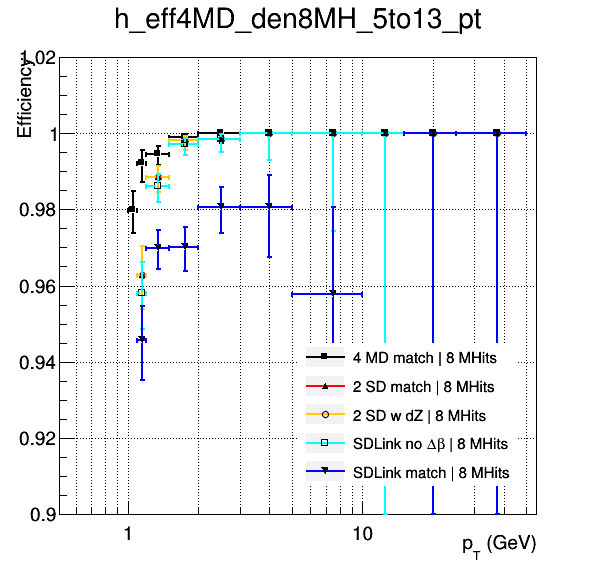 h_eff4MD_den8MH_5to13_pt
Efficiency
1.02
1
0.98
0.96
0.94
0.92
0.9
4 MD match | 8 MHits
2 SD match | 8 MHits
2 SD w dZ | 8 MHits
SDLink no Δβ | 8 MHits
SDLink match | 8 MHits
1
10
p_T (GeV)